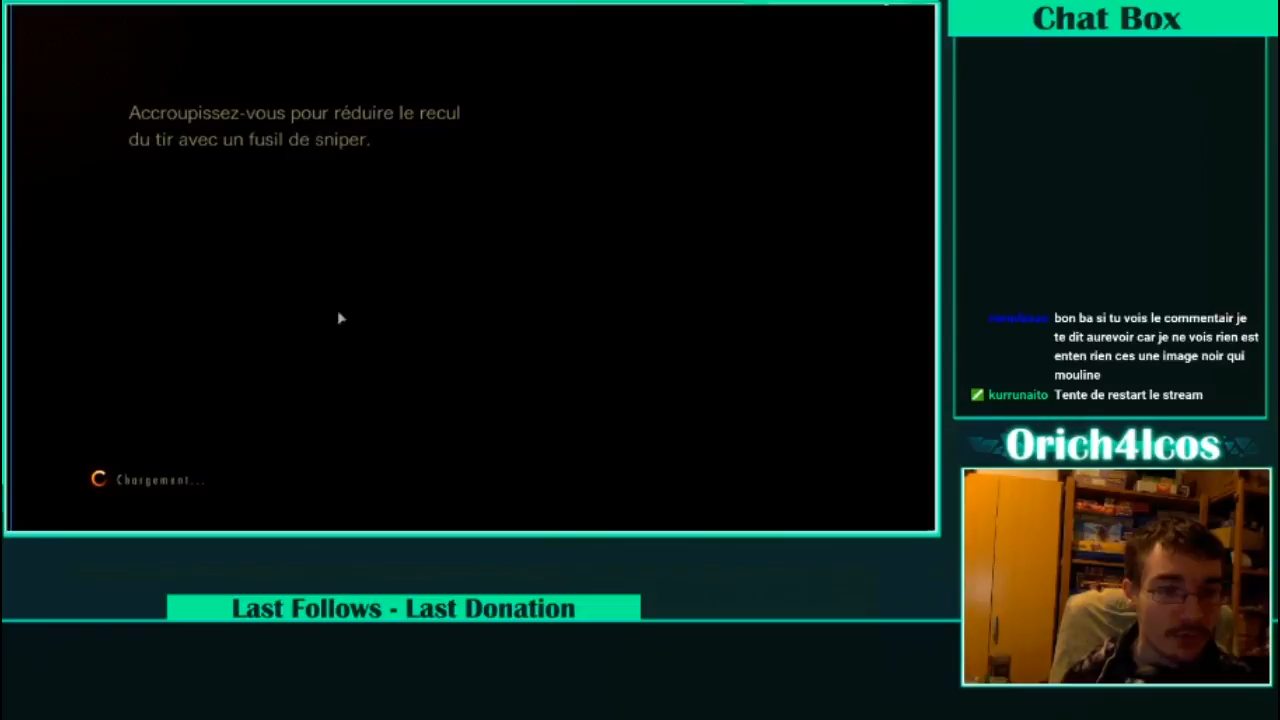 Chat Box
Accroupissez-vous pour réduire le recul
du tir avec un fusil de sniper.
bon ba si tu vois le commentair je
te dit aurevoir car je ne vois rien est
enten rien ces une image noir qui
mouline
kurrunaito Tente de restart le stream
Orich4lcos
Chargement...
Last Follows - Last Donation